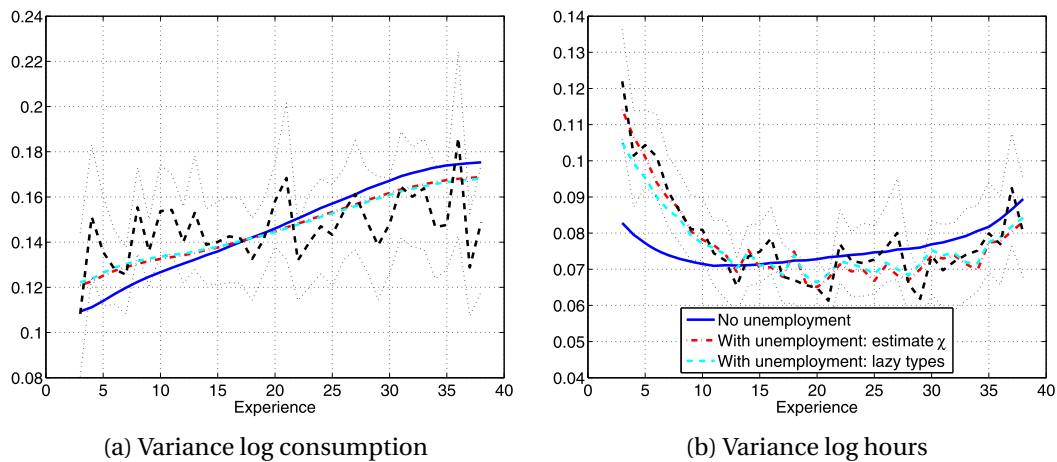 0.24
0.22
0.2
0.18
0.16
0.14
0.12
0.1
0.08
0 5 10 15 20 25 30 35 40
Experience
(a) Variance log consumption
0.14
0.13
0.12
0.11
0.1
0.09
0.08
0.07
0.06
0.05
0.04
No unemployment
With unemployment: estimate χ
With unemployment: lazy types
0 5 10 15 20 25 30 35 40
Experience
(b) Variance log hours